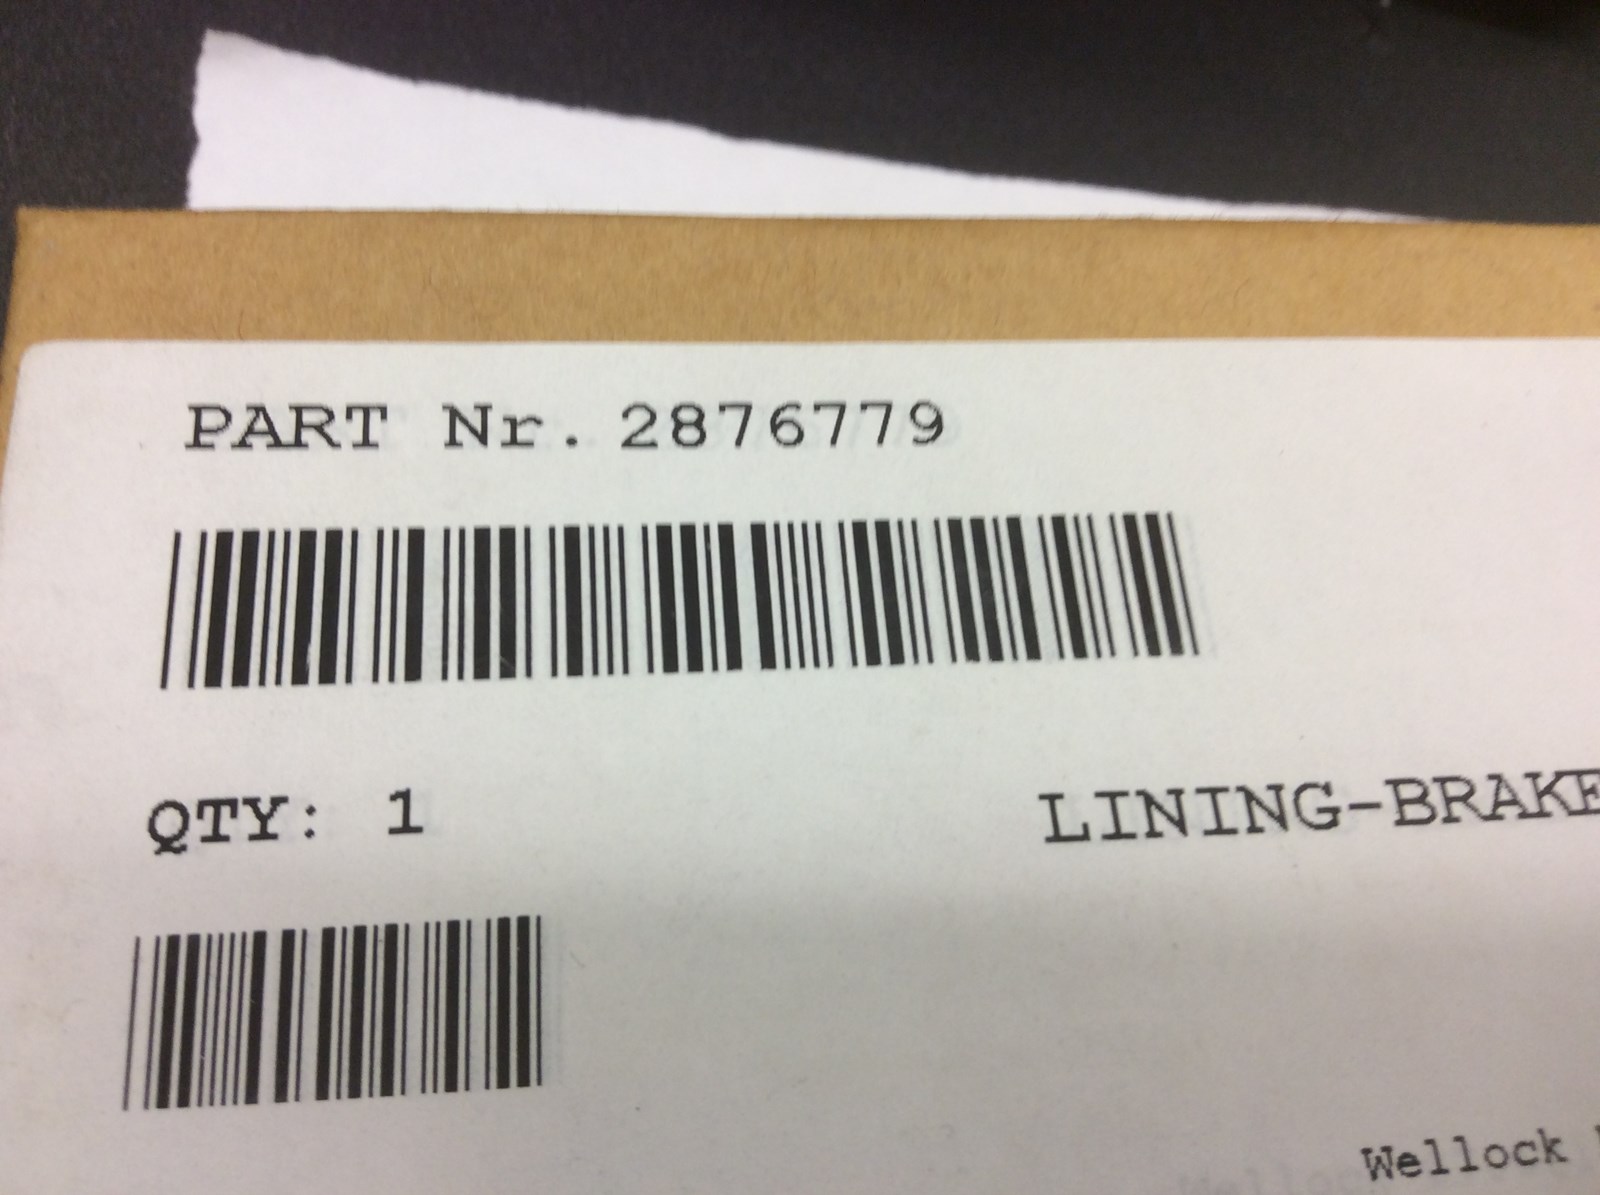 PART Nr. 2876779
QTY: 1
LINING-BRAKE
Wellock